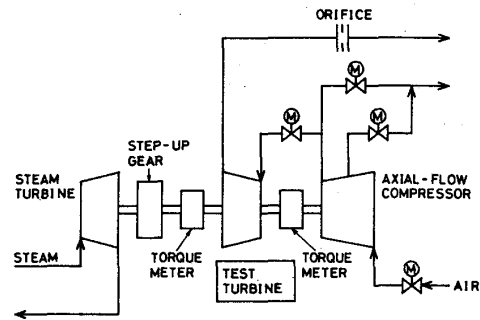 ORIFICE
M
M
M
STEP-UP
GEAR
STEAM
TURBINE
AXIAL-FLOW
COMPRESSOR
STEAM
TORQUE
METER
TEST
TURBINE
TORQUE
METER
M
AIR